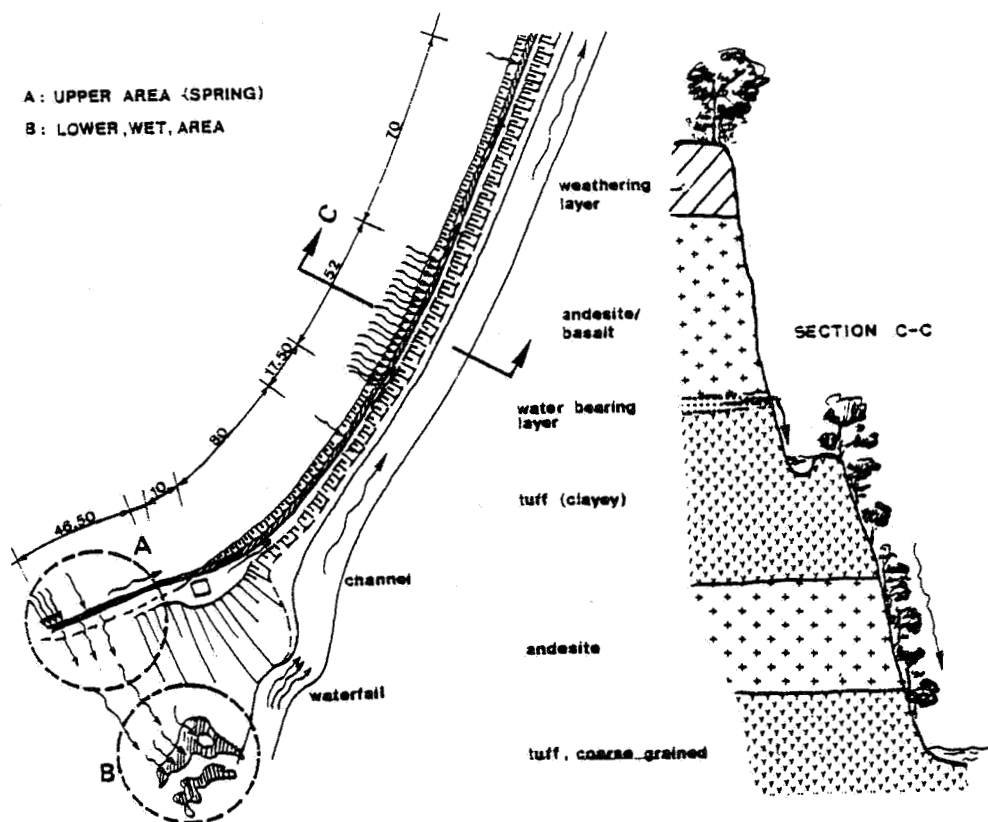 A: UPPER AREA (SPRING)
B: LOWER, WET, AREA
70
C
52
17.50
80
10
46.50
A
channel
waterfall
B
weathering
layer
andesite/
basalt
SECTION C-C
water bearing
layer
tuff (clayey)
andesite
tuff, coarse grained